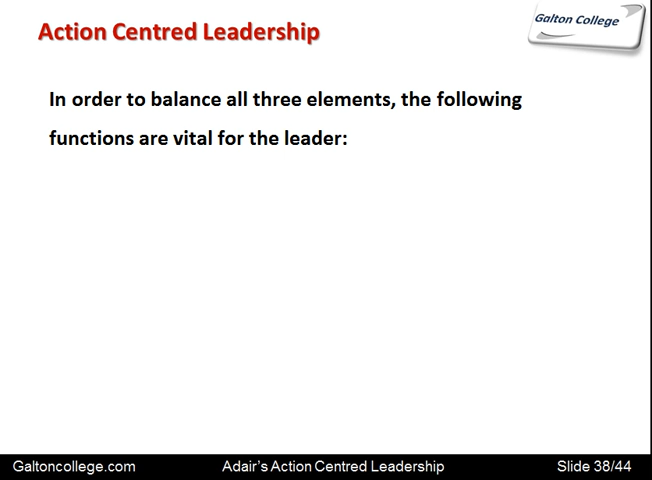 Action Centred Leadership
Galton College
In order to balance all three elements, the following
functions are vital for the leader:
Galtoncollege.com
Adair's Action Centred Leadership
Slide 38/44